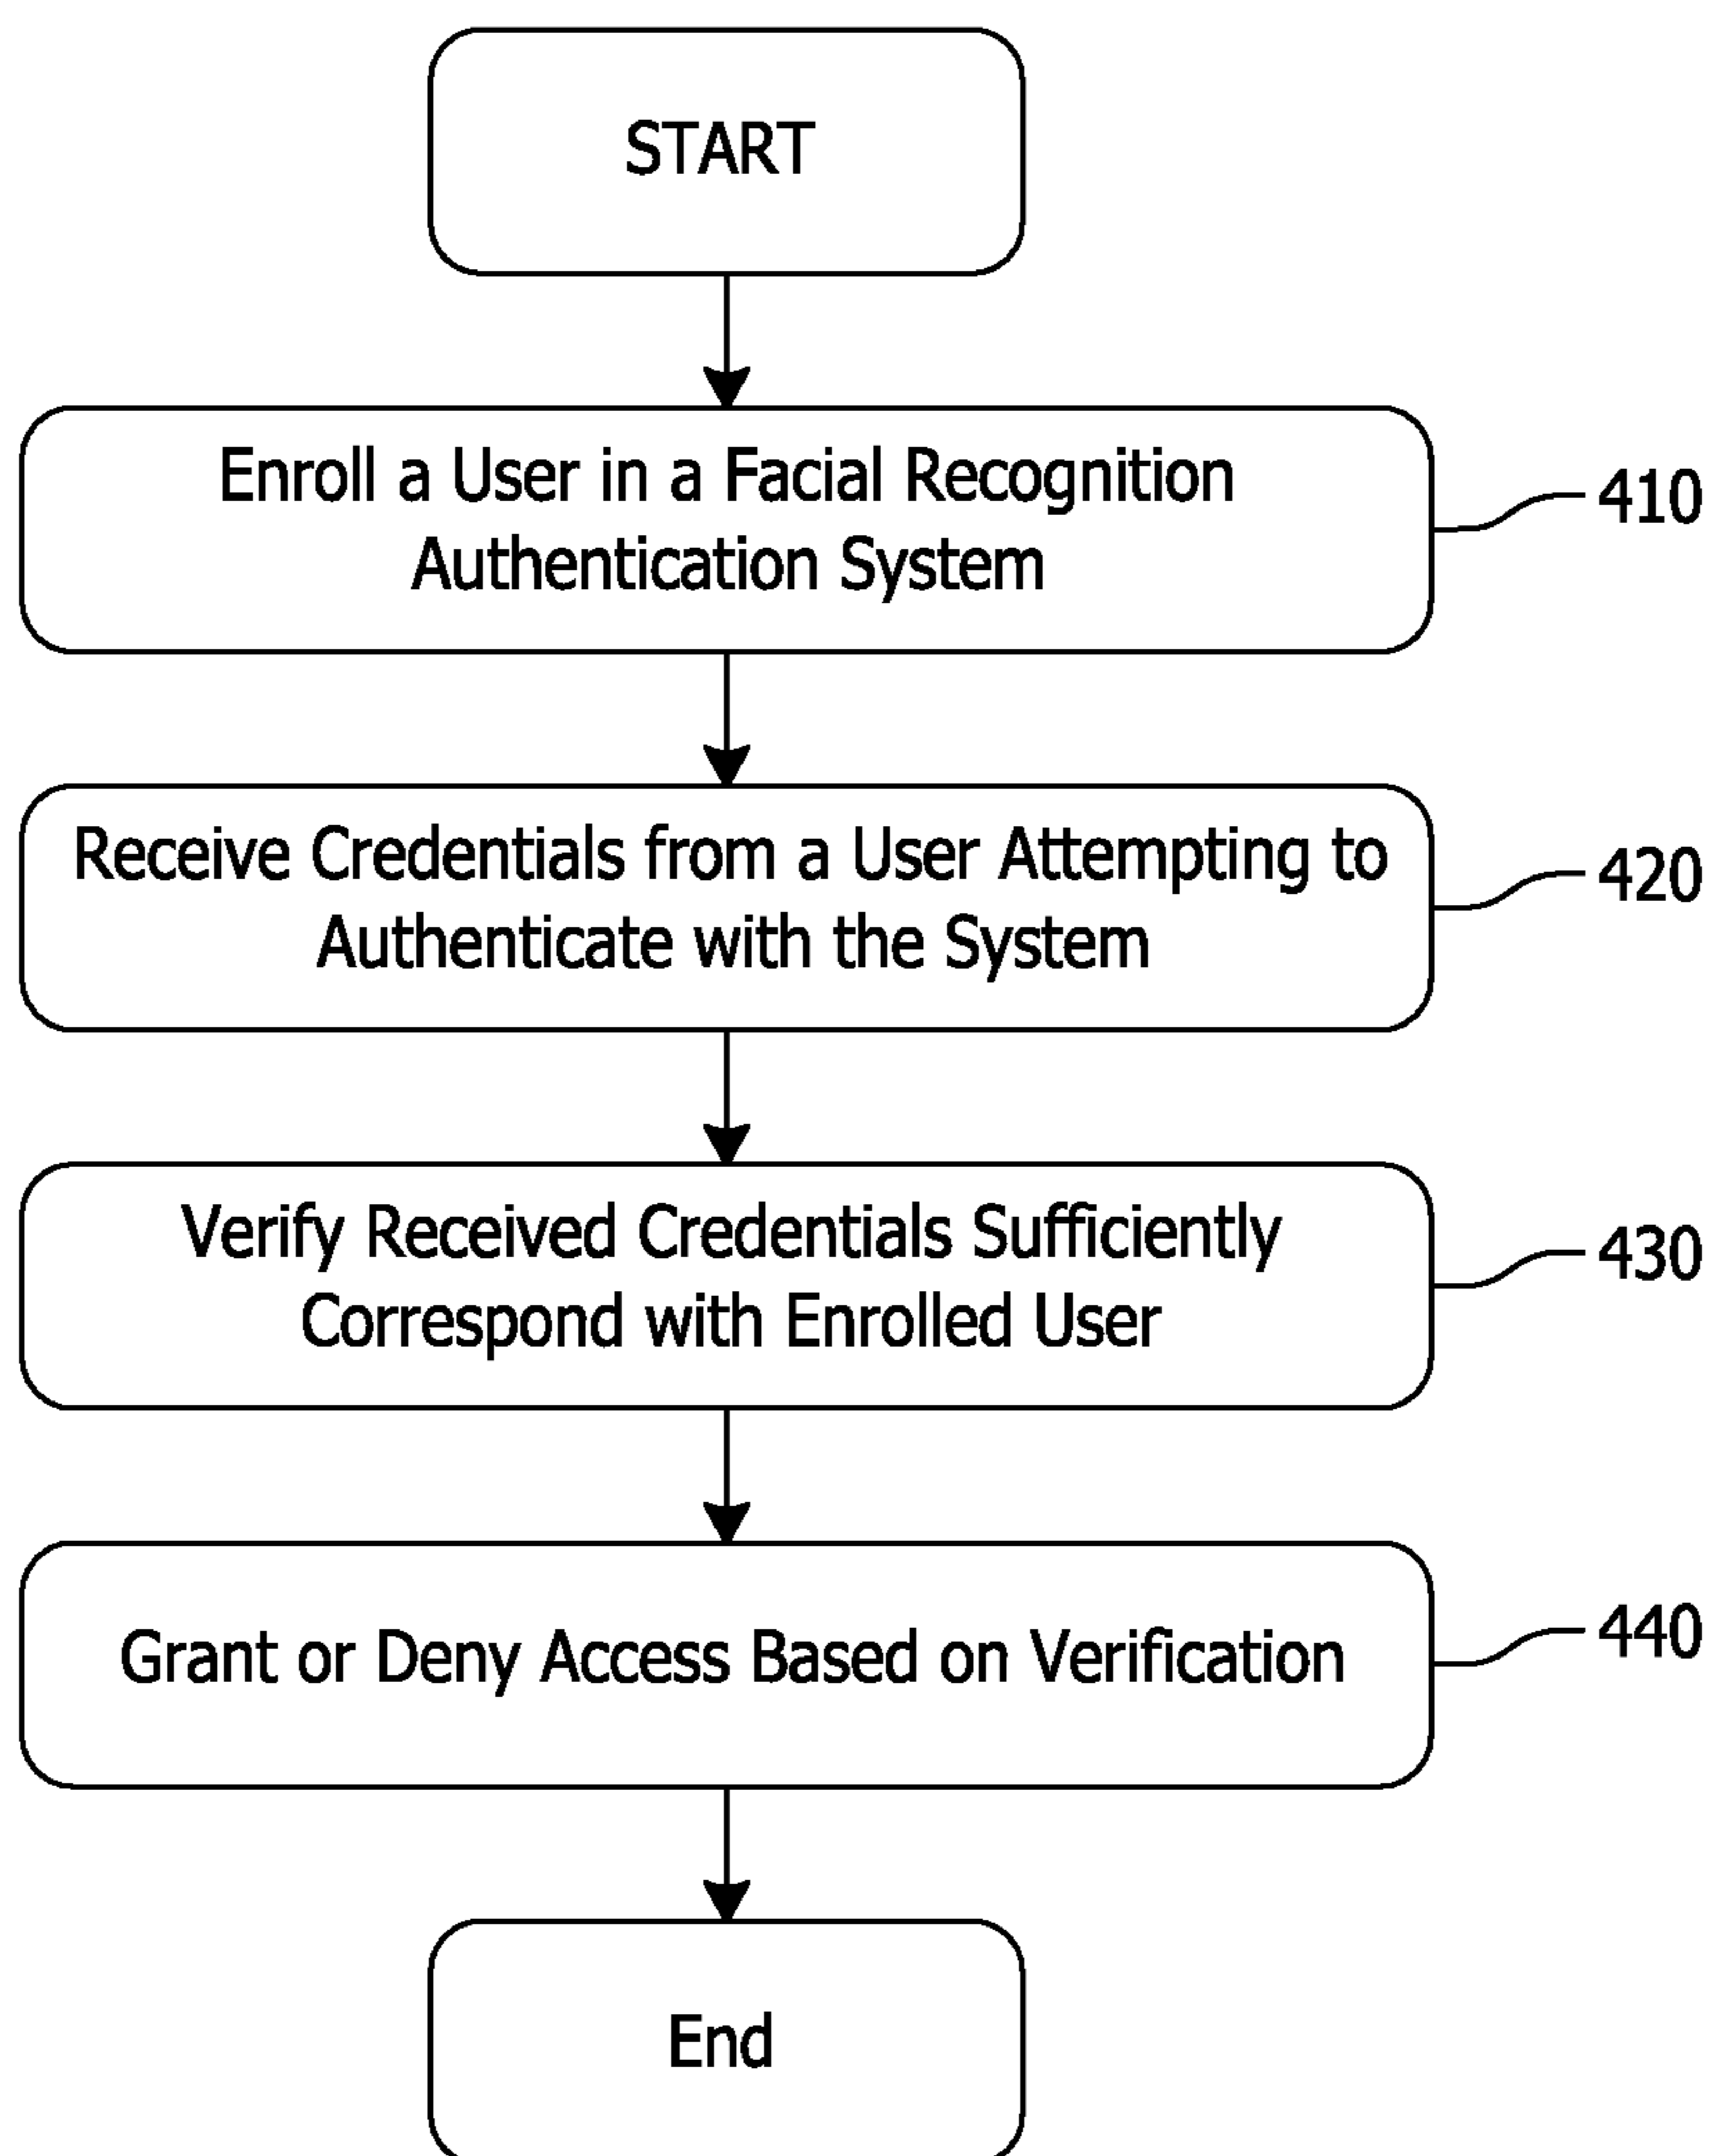 START
Enroll a User in a Facial Recognition
Authentication System
410
Receive Credentials from a User Attempting to
Authenticate with the System
420
Verify Received Credentials Sufficiently
Correspond with Enrolled User
430
Grant or Deny Access Based on Verification
440
End